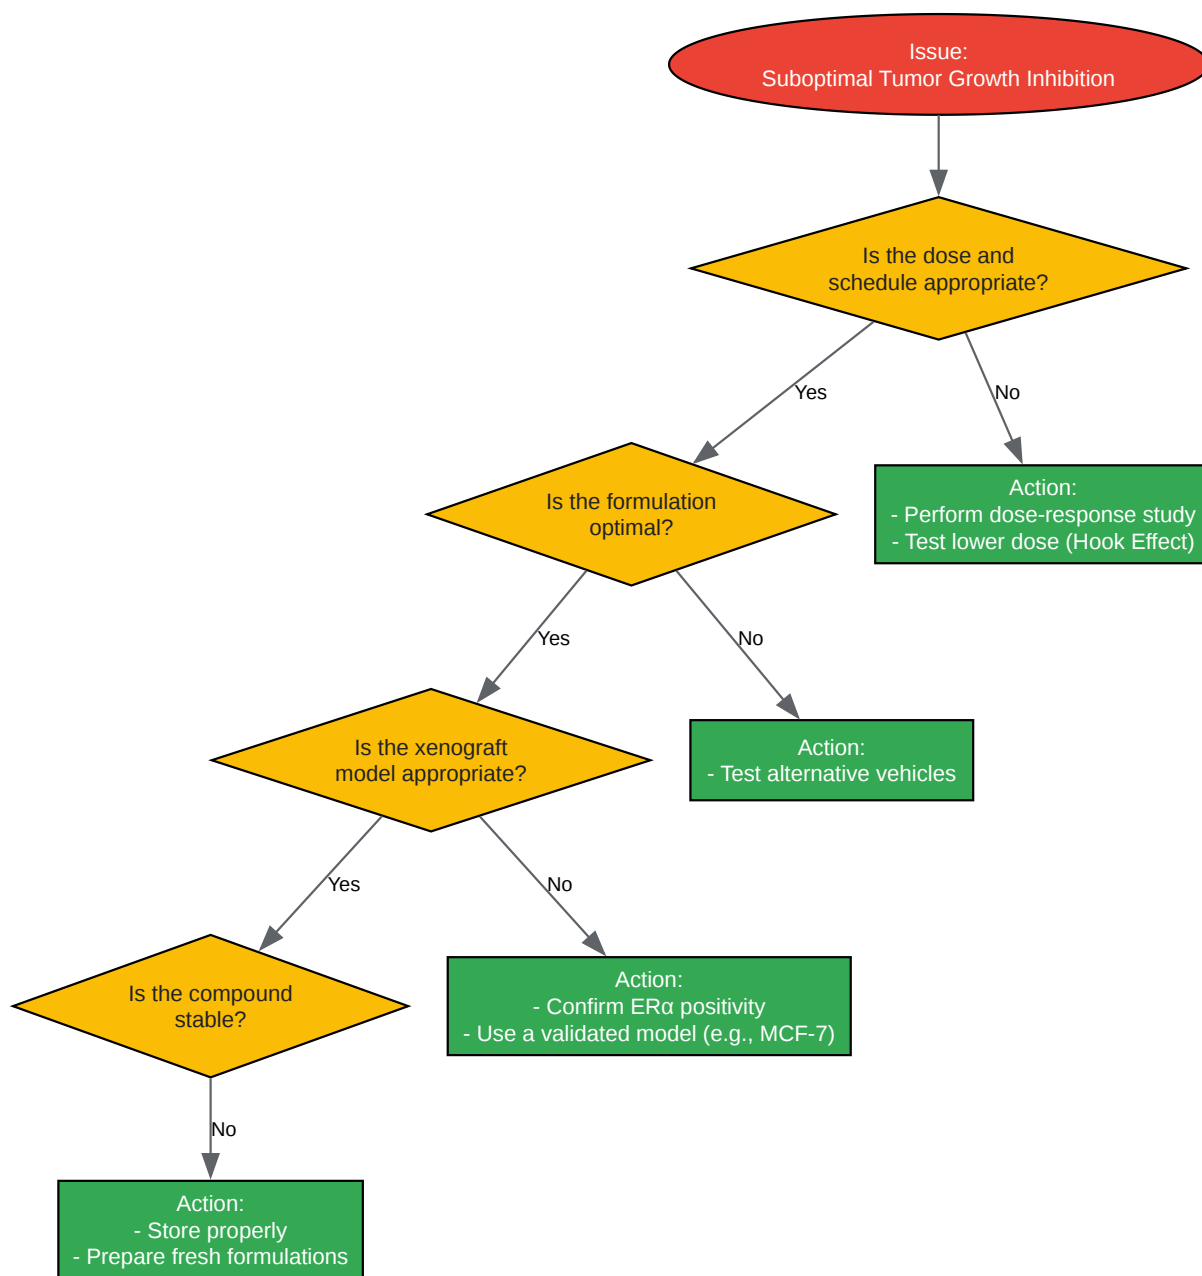 Issue:
Suboptimal Tumor Growth Inhibition
Is the dose and
schedule appropriate?
Yes
No
Is the formulation
optimal?
Action:
- Perform dose-response study
- Test lower dose (Hook Effect)
Yes
No
Is the xenograft
model appropriate?
Action:
- Test alternative vehicles
Yes
No
Is the compound
stable?
Action:
- Confirm ERα positivity
- Use a validated model (e.g., MCF-7)
No
Action:
- Store properly
- Prepare fresh formulations